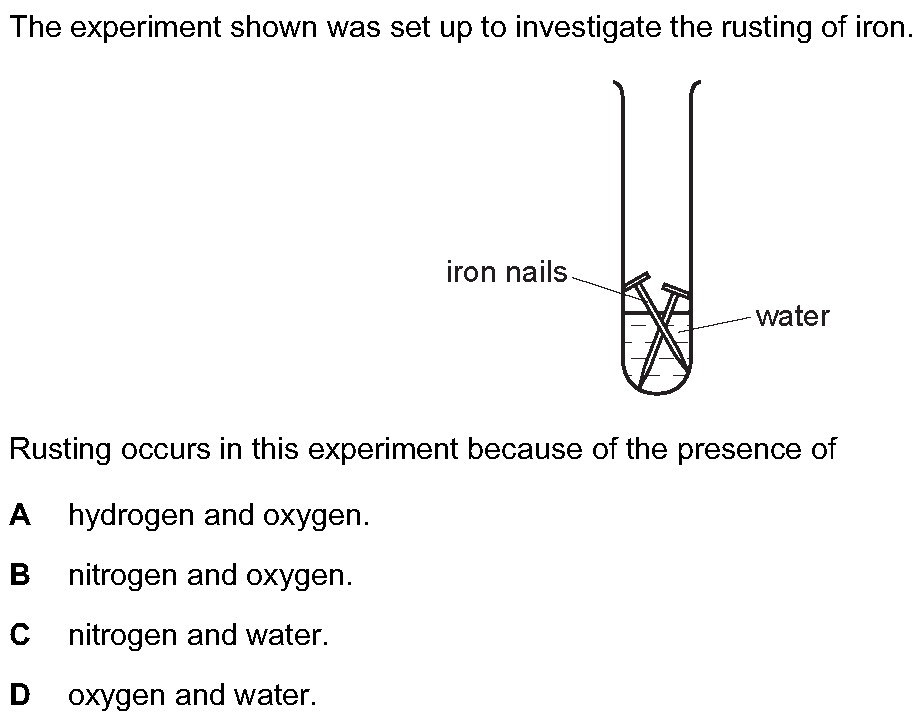 The experiment shown was set up to investigate the rusting of iron.
iron nails
water
Rusting occurs in this experiment because of the presence of
A hydrogen and oxygen.
B nitrogen and oxygen.
C nitrogen and water.
D oxygen and water.